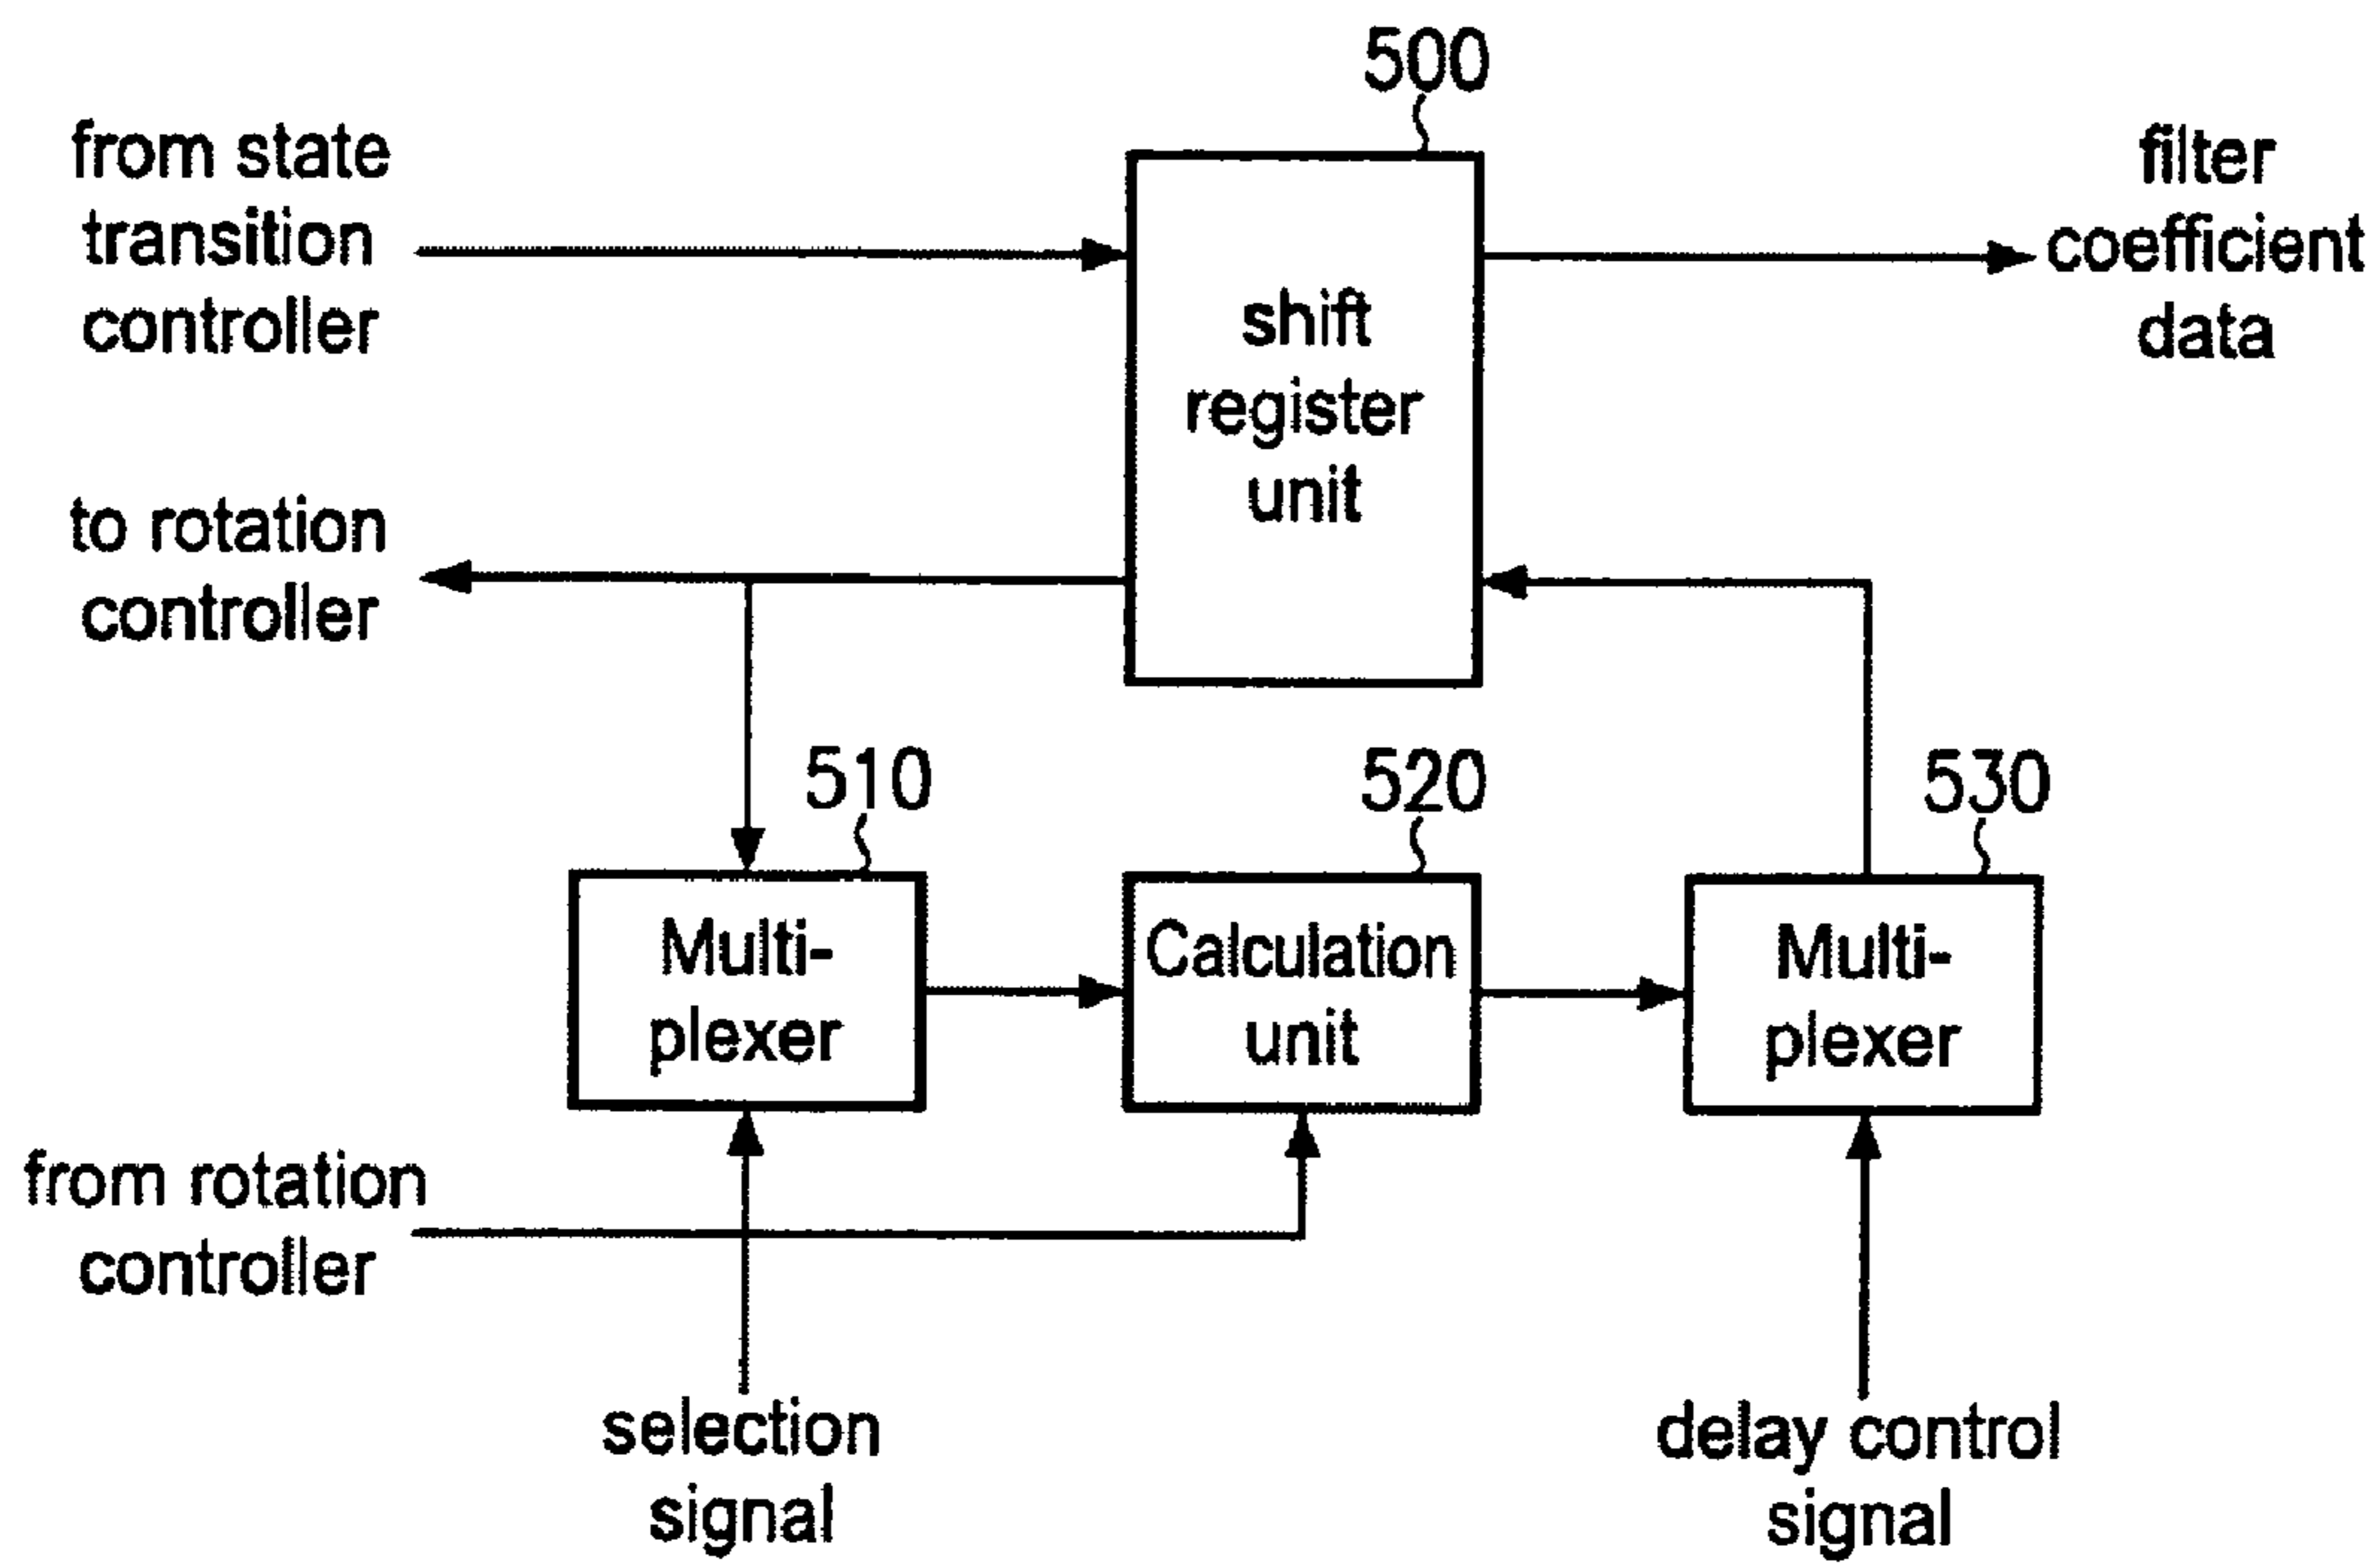 500
from state
transition
controller
filter
coefficient
data
shift
register
unit
to rotation
controller
510
520
530
Multi-
plexer
Calculation
unit
Multi-
plexer
from rotation
controller
selection
signal
delay control
signal